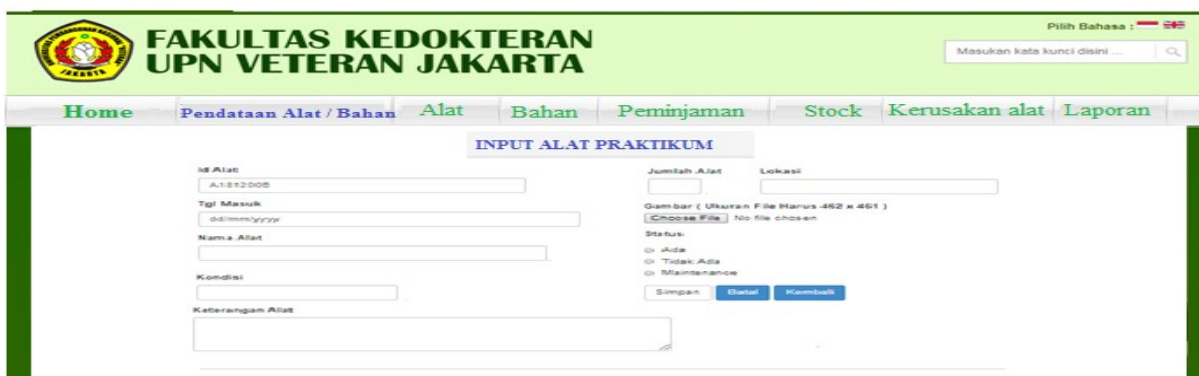 Pilih Bahasa :
FAKULTAS KEDOKTERAN
UPN VETERAN JAKARTA
Masukan kata kunci disini ...
JAKARTA
Home Pendataan Alat / Bahan Alat Bahan Peminjaman Stock Kerusakan alat Laporan
INPUT ALAT PRAKTIKUM
Id Alat
Tgl Masuk
dd/mm/yyyy
Nama Alat
Kondisi
Keterangan Alat
Jumlah Alat Lokasi
Gambar ( Ukuran File Harus 462 x 461 )
Choose File No file chosen
Status
Ada
Tidak Ada
Maintenance
Simpan Batal Kembali